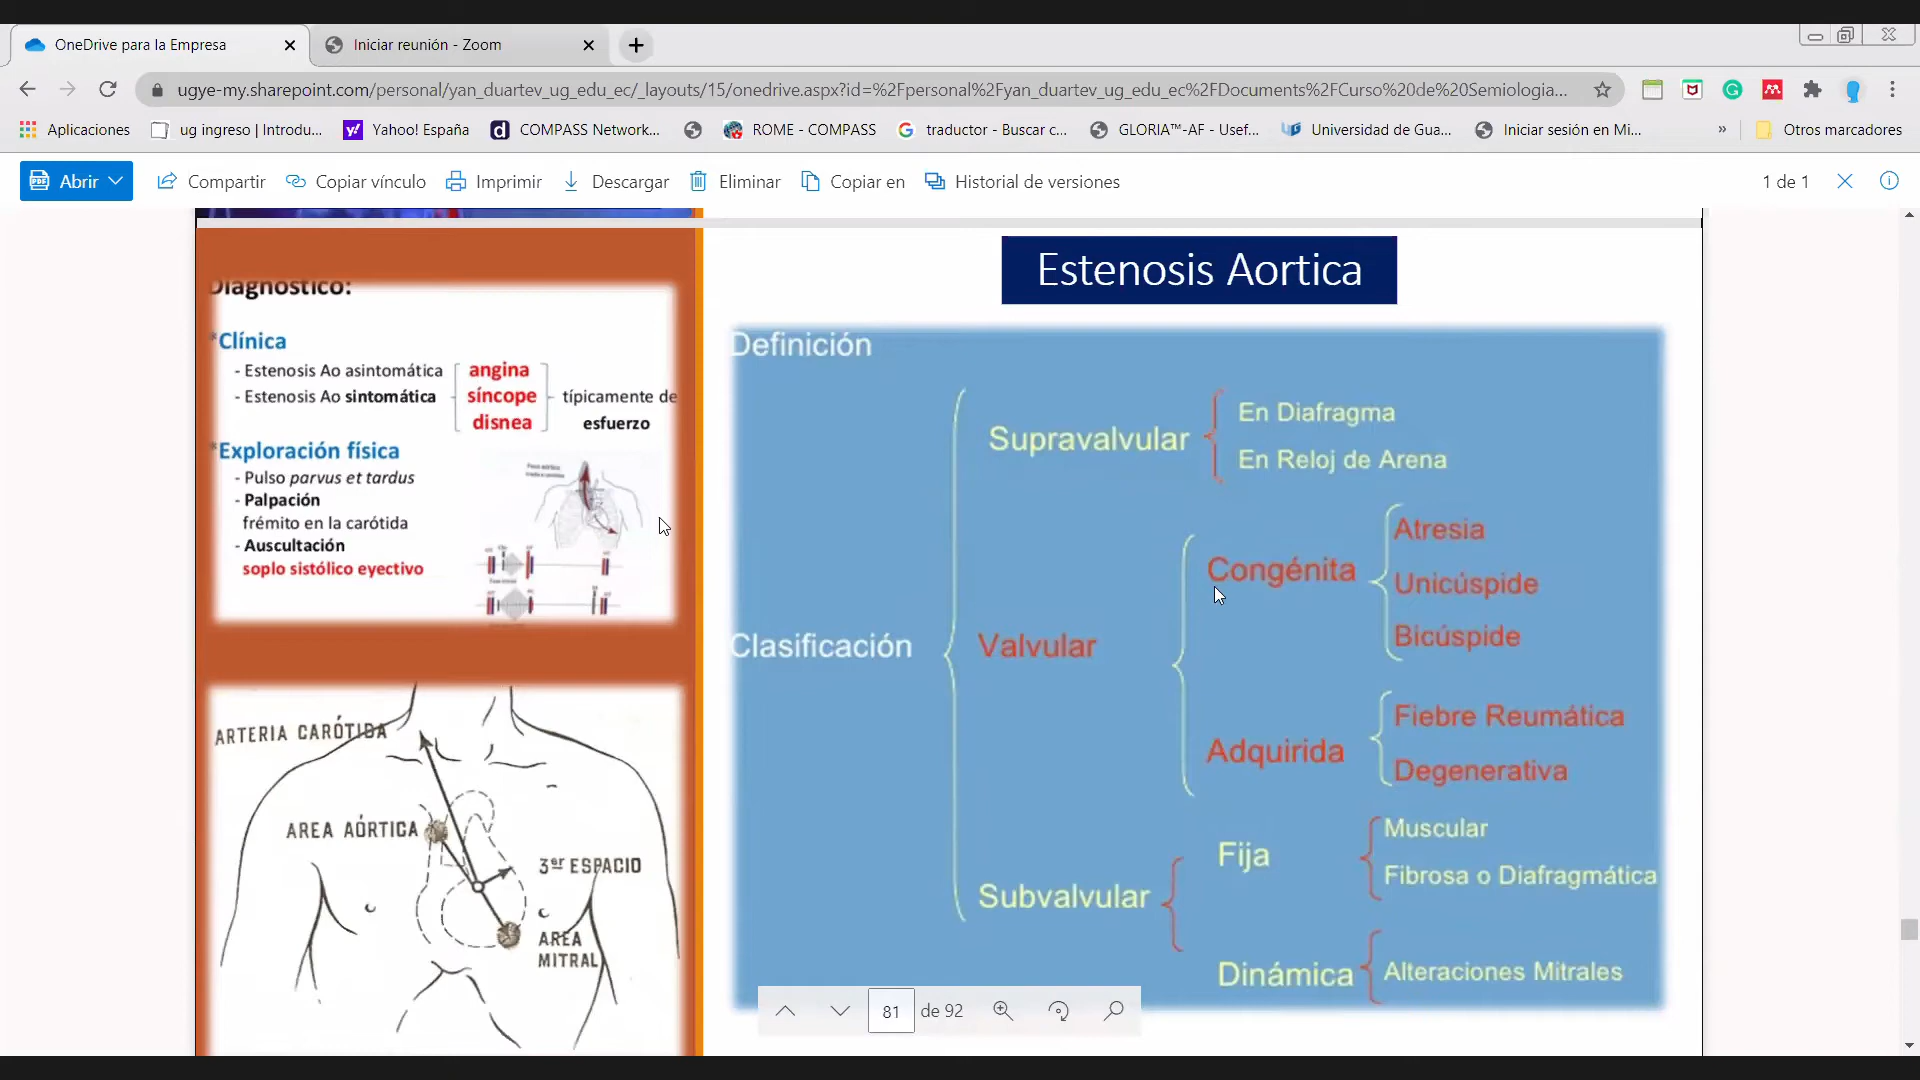 OneDrive para la Empresa
Iniciar reunión - Zoom
ugye-my.sharepoint.com/personal/yan_duartev_ug_edu_ec/_layouts/15/onedrive.aspx?id=%2Fpersonal%2Fyan_duartev_ug_edu_ec%2FDocuments%2FCurso%20de%20Semiologia...
Aplicaciones
ug ingreso | Introdu...
Yahoo! España
COMPASS Network...
ROME - COMPASS
traductor - Buscar c...
GLORIA™-AF - Usef...
Universidad de Gua...
Iniciar sesión en Mi...
»
Otros marcadores
Abrir
Compartir
Copiar vínculo
Imprimir
Descargar
Eliminar
Copiar en
Historial de versiones
1 de 1
Diagnóstico:
*Clínica
- Estenosis Ao asintomática
- Estenosis Ao sintomática
angina
síncope
disnea
típicamente de
esfuerzo
*Exploración física
- Pulso parvus et tardus
- Palpación
frémito en la carótida
- Auscultación
soplo sistólico eyectivo
ARTERIA CARÓTIDA
AREA AÓRTICA
3er ESPACIO
AREA
MITRAL
Estenosis Aortica
Definición
Clasificación
Supravalvular
En Diafragma
En Reloj de Arena
Valvular
Congénita
Atresia
Unicúspide
Bicúspide
Adquirida
Fiebre Reumática
Degenerativa
Subvalvular
Fija
Muscular
Fibrosa o Diafragmática
Dinámica
Alteraciones Mitrales
81 de 92